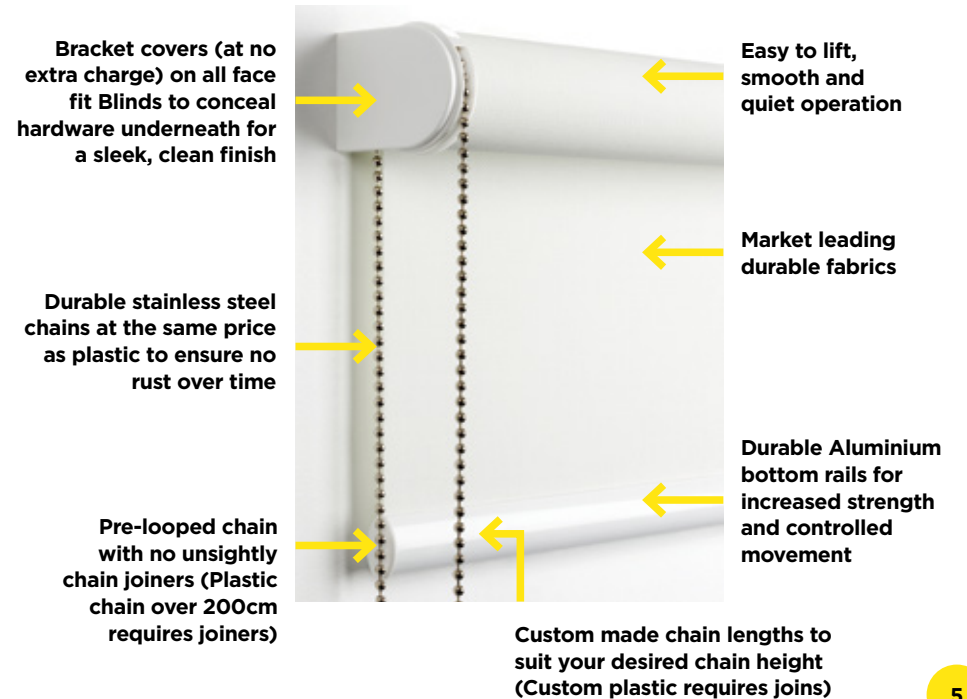 Bracket covers (at no
extra charge) on all face
fit Blinds to conceal
hardware underneath for
a sleek, clean finish
Easy to lift,
smooth and
quiet operation
Market leading
durable fabrics
Durable stainless steel
chains at the same price
as plastic to ensure no
rust over time
Durable Aluminium
bottom rails for
increased strength
and controlled
movement
Pre-looped chain
with no unsightly
chain joiners (Plastic
chain over 200cm
requires joiners)
Custom made chain lengths to
suit your desired chain height
(Custom plastic requires joins)
5